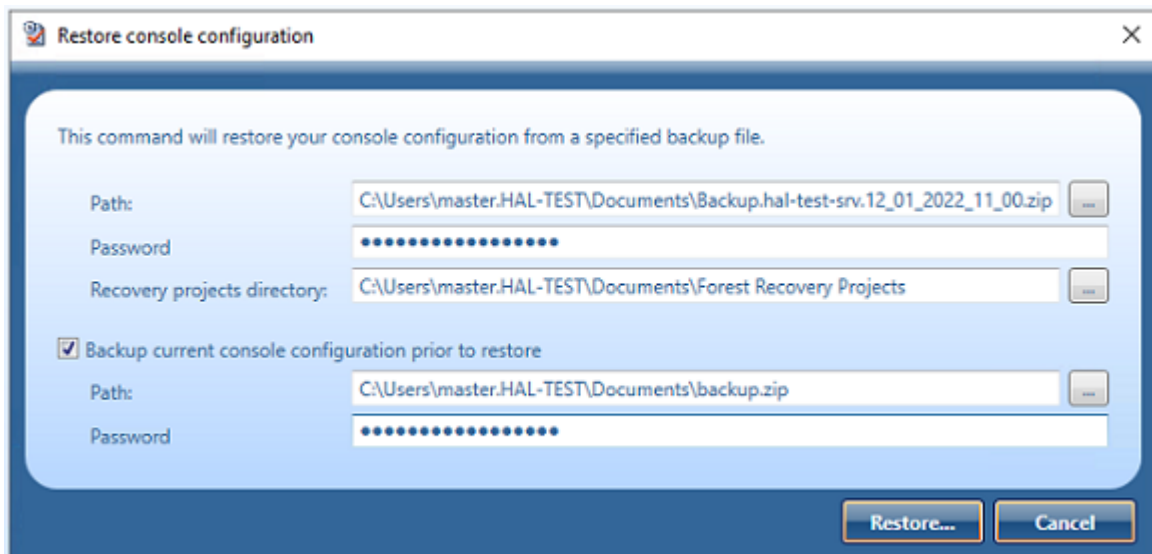 Restore console configuration
This command will restore your console configuration from a specified backup file.
Path: C:\Users\master.HAL-TEST\Documents\Backup.hal-test-srv.12_01_2022_11_00.zip ...
Password •••••••••••••••••
Recovery projects directory: C:\Users\master.HAL-TEST\Documents\Forest Recovery Projects ...
Backup current console configuration prior to restore
Path: C:\Users\master.HAL-TEST\Documents\backup.zip ...
Password •••••••••••••••••
Restore... Cancel